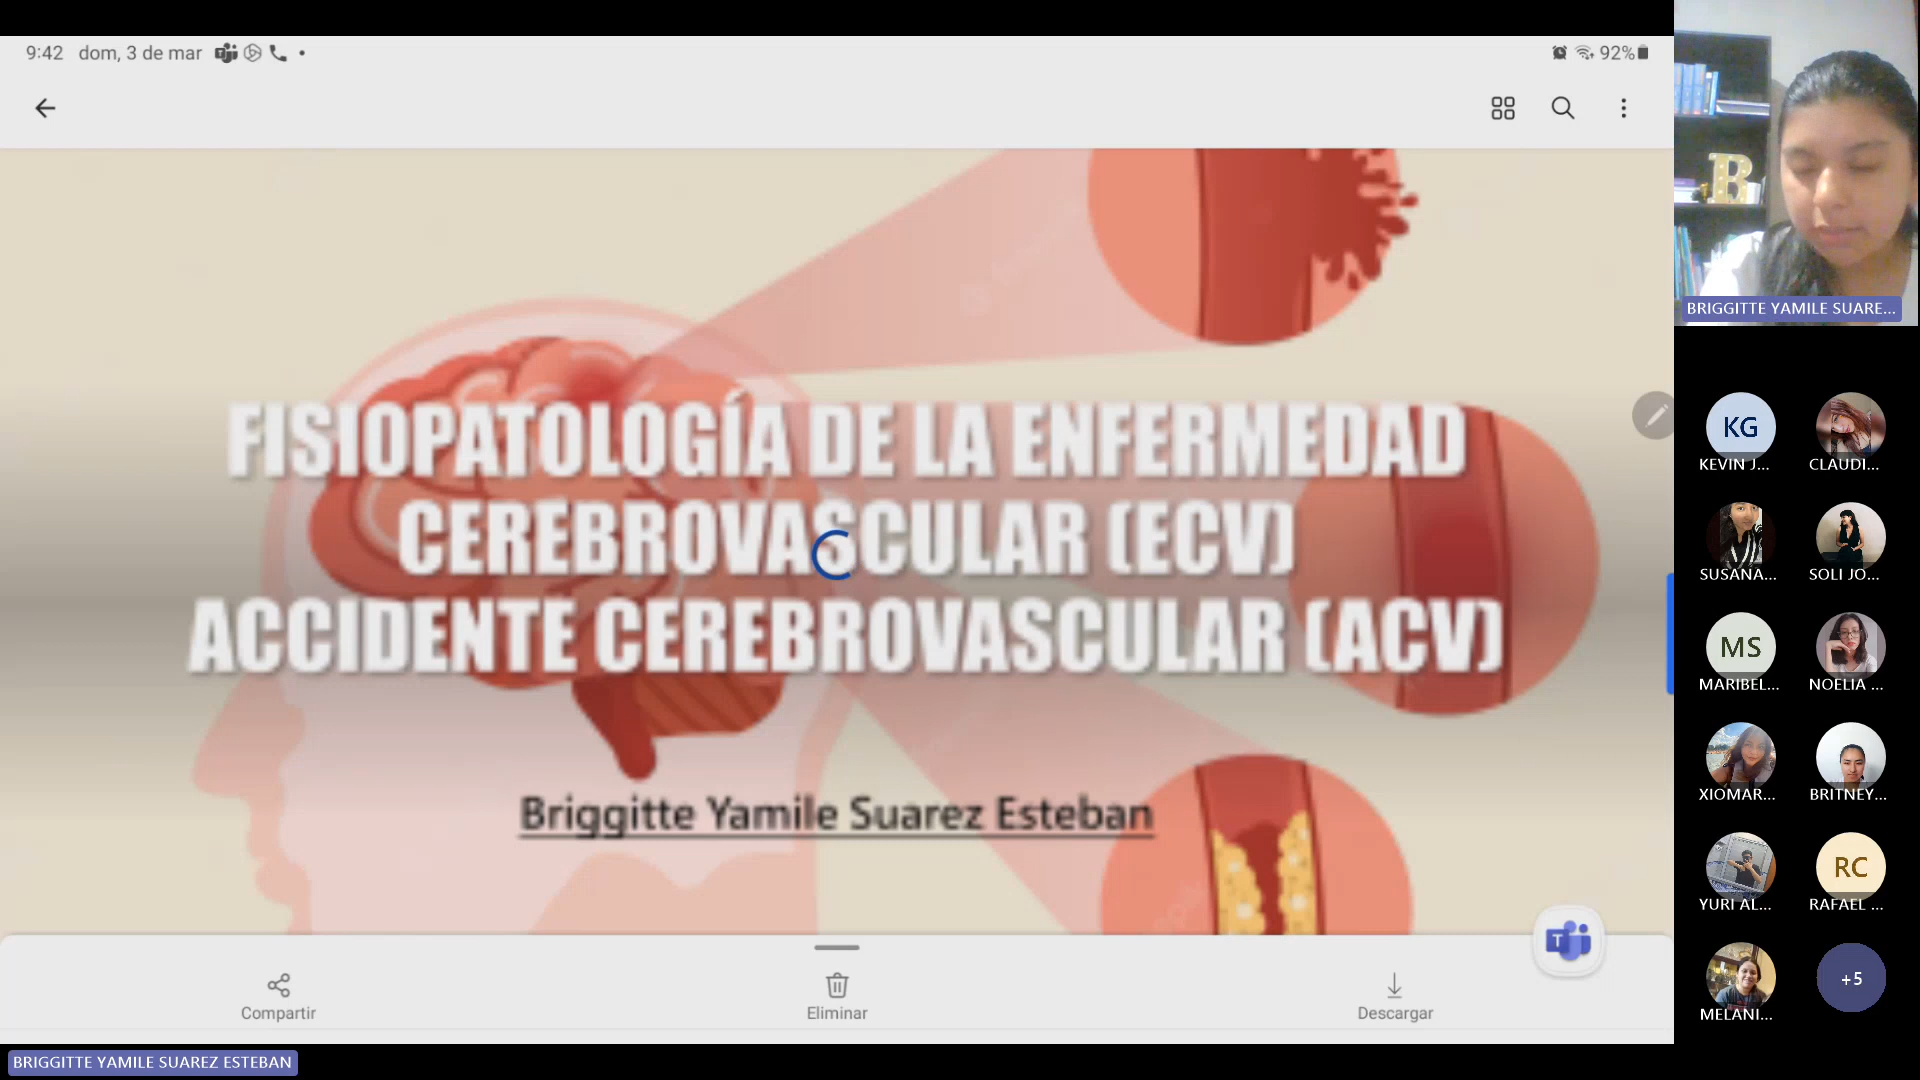 9:42 dom, 3 de mar
92%
FISIOPATOLOGÍA DE LA ENFERMEDAD
CEREBROVASCULAR (ECV)
ACCIDENTE CEREBROVASCULAR (ACV)
Briggitte Yamile Suarez Esteban
Compartir
Eliminar
Descargar
BRIGGITTE YAMILE SUAREZ ESTEBAN
B
BRIGGITTE YAMILE SUARE...
KG
KEVIN J...
CLAUDI...
SUSANA...
SOLI JO...
MS
MARIBEL...
NOELIA ...
XIOMAR...
BRITNEY...
YURI AL...
RC
RAFAEL ...
MELANI...
+5